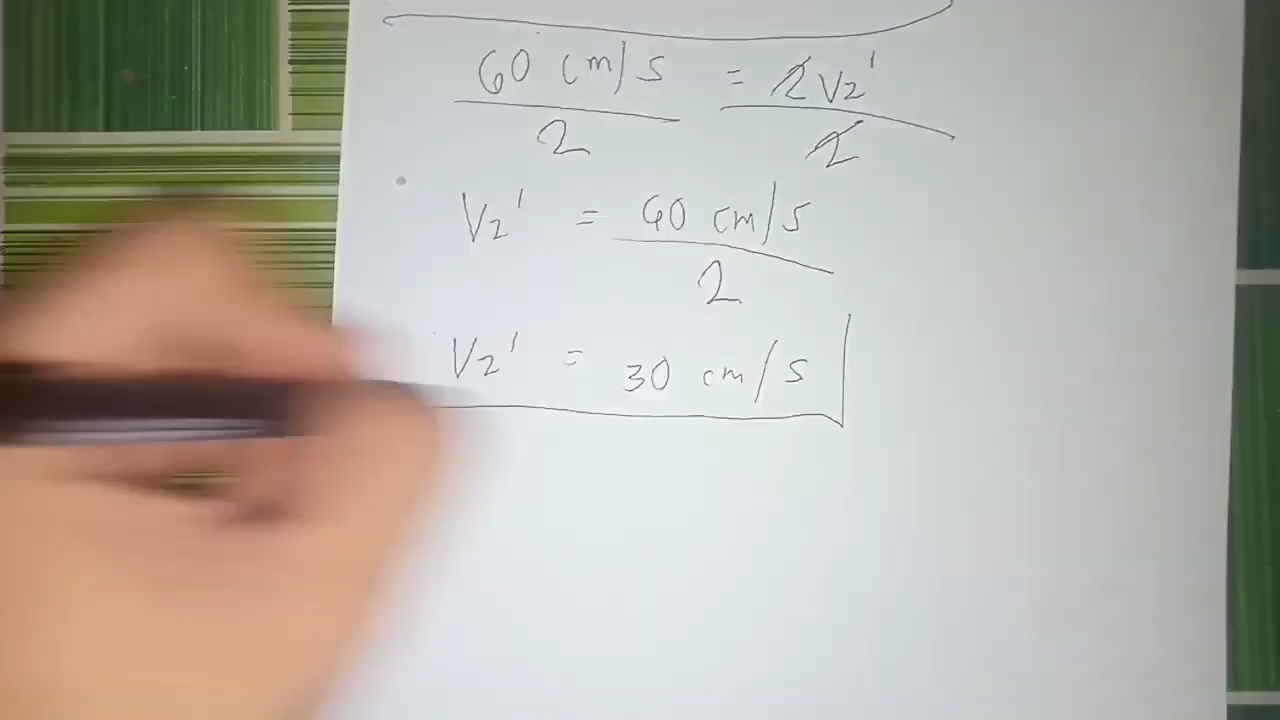 60 cm/s = 2V2'
2 2
V2' = 60 cm/s
2
V2' = 30 cm/s